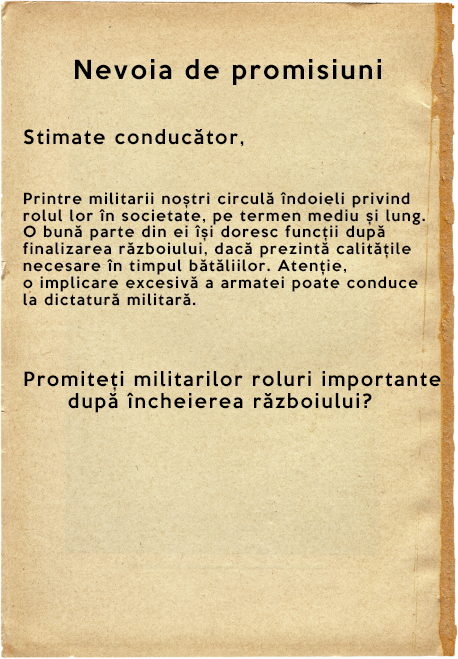 Nevoia de promisiuni
Stimate conducător,
Printre militarii noștri circulă îndoieli privind
rolul lor în societate, pe termen mediu și lung.
O bună parte din ei își doresc funcții după
finalizarea războiului, dacă prezintă calitățile
necesare în timpul bătăliilor. Atenție,
o implicare excesivă a armatei poate conduce
la dictatură militară.
Promiteți militarilor roluri importante
după încheierea războiului?